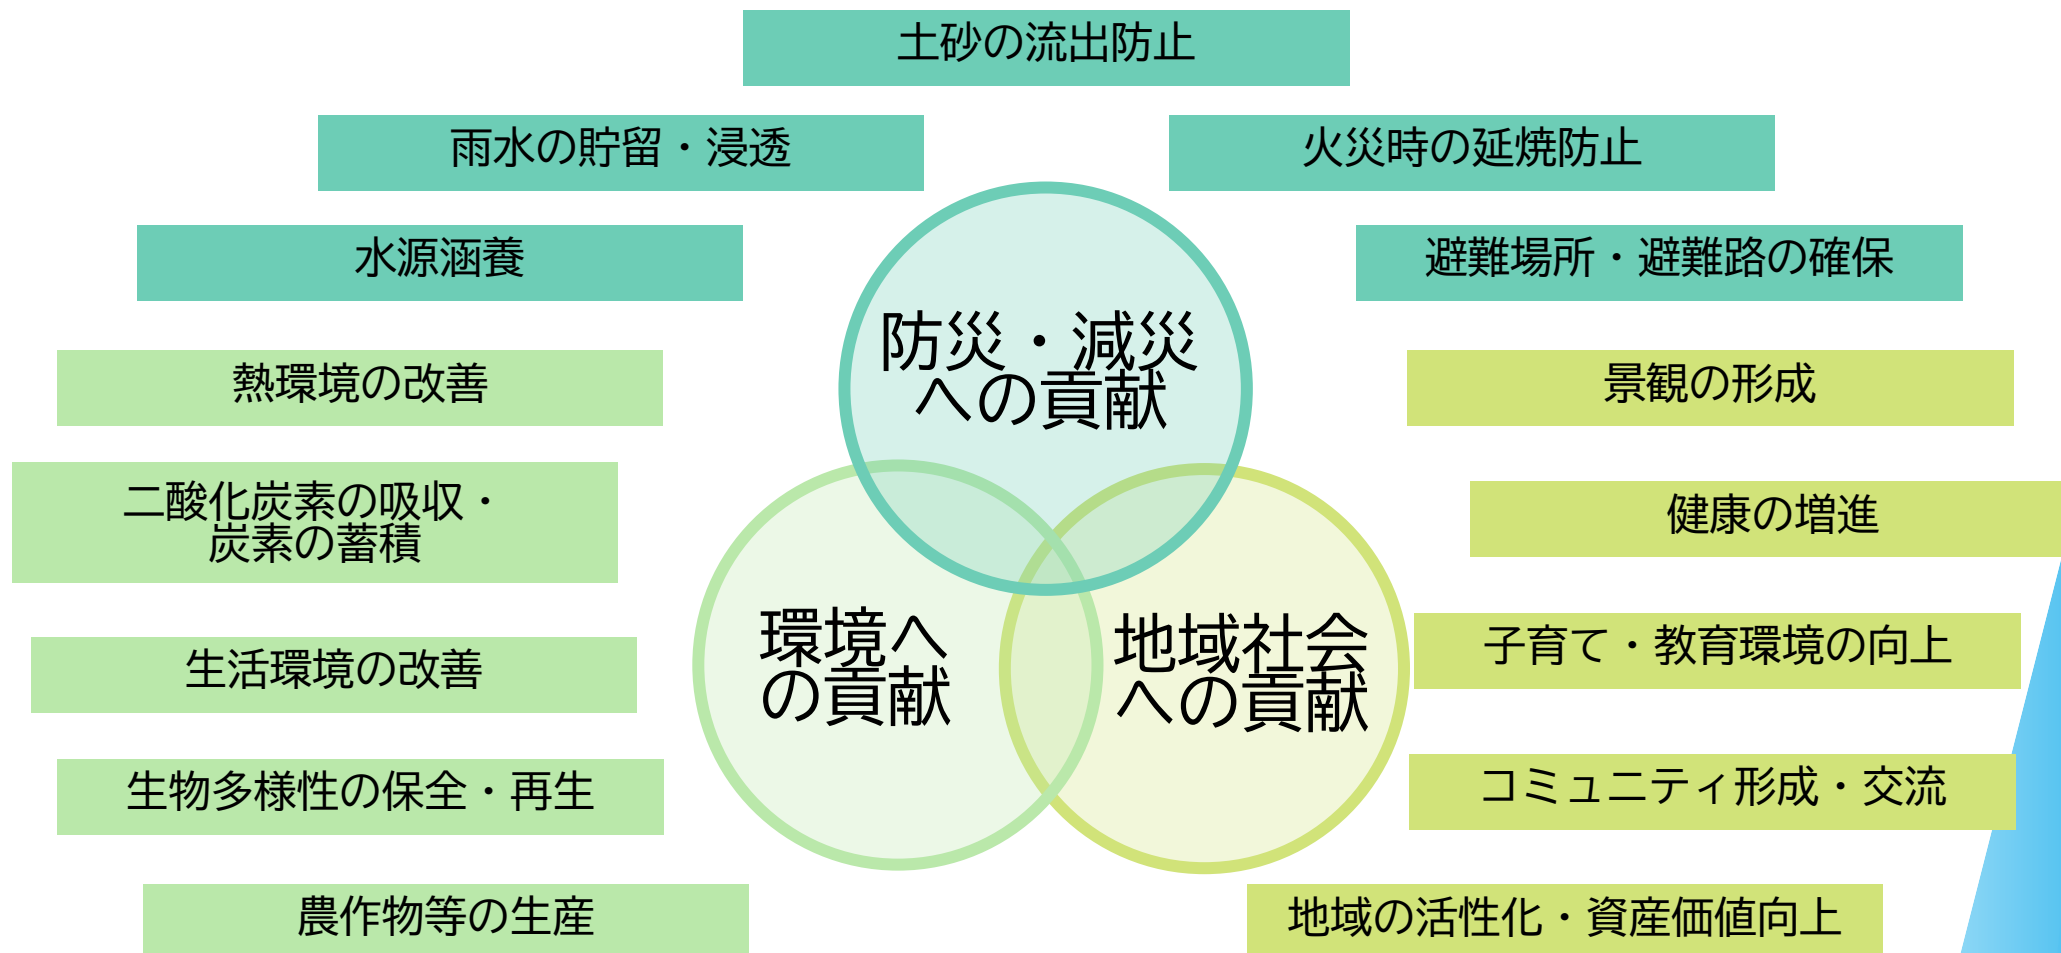 土砂の流出防止
雨水の貯留・浸透
火災時の延焼防止
水源涵養
避難場所・避難路の確保
防災・減災
への貢献
熱環境の改善
景観の形成
二酸化炭素の吸収・
炭素の蓄積
健康の増進
環境へ
の貢献
地域社会
への貢献
生活環境の改善
子育て・教育環境の向上
生物多様性の保全・再生
コミュニティ形成・交流
農作物等の生産
地域の活性化・資産価値向上